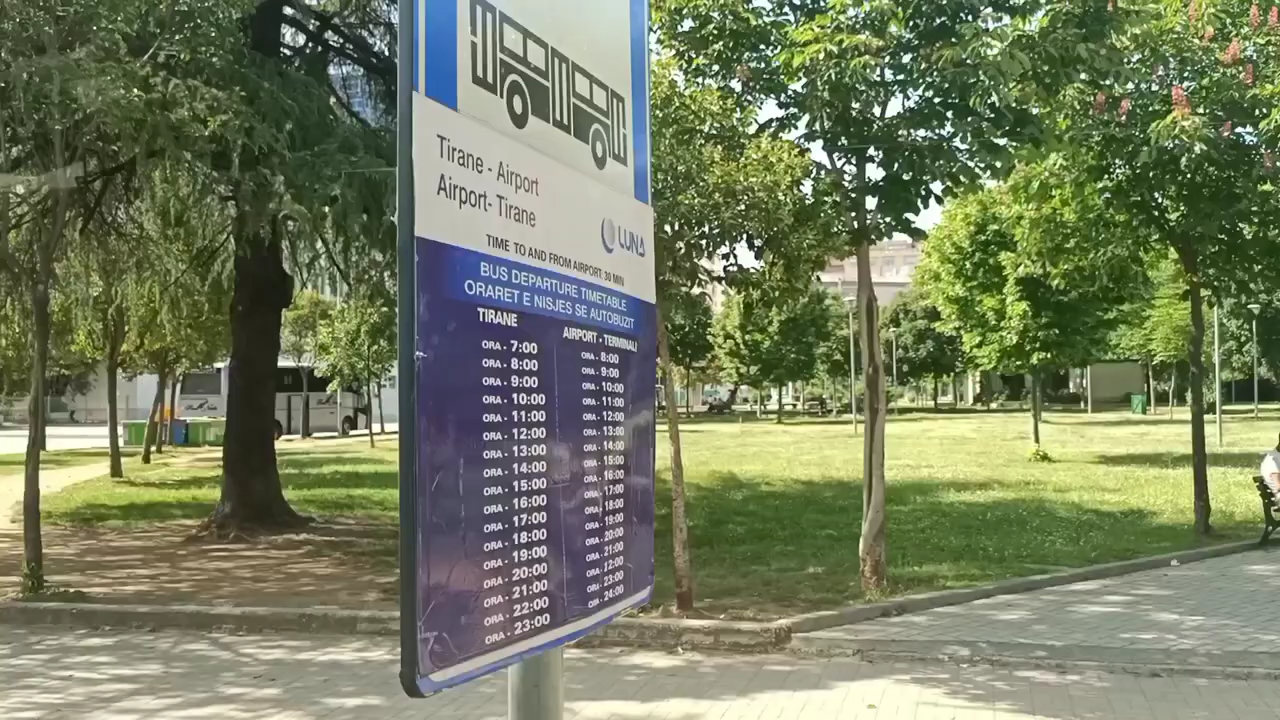 Tirane - Airport
Airport- Tirane
LUNA
TIME TO AND FROM AIRPORT: 30 MIN
BUS DEPARTURE TIMETABLE
ORARET E NISJES SE AUTOBUZIT
TIRANE
ORA - 7:00
ORA - 8:00
ORA - 9:00
ORA - 10:00
ORA - 11:00
ORA - 12:00
ORA - 13:00
ORA - 14:00
ORA - 15:00
ORA - 16:00
ORA - 17:00
ORA - 18:00
ORA - 19:00
ORA - 20:00
ORA - 21:00
ORA - 22:00
ORA - 23:00
AIRPORT - TERMINALI
ORA - 8:00
ORA - 9:00
ORA - 10:00
ORA - 11:00
ORA - 12:00
ORA - 13:00
ORA - 14:00
ORA - 15:00
ORA - 16:00
ORA - 17:00
ORA - 18:00
ORA - 19:00
ORA - 20:00
ORA - 21:00
ORA - 12:00
ORA - 23:00
ORA - 24:00